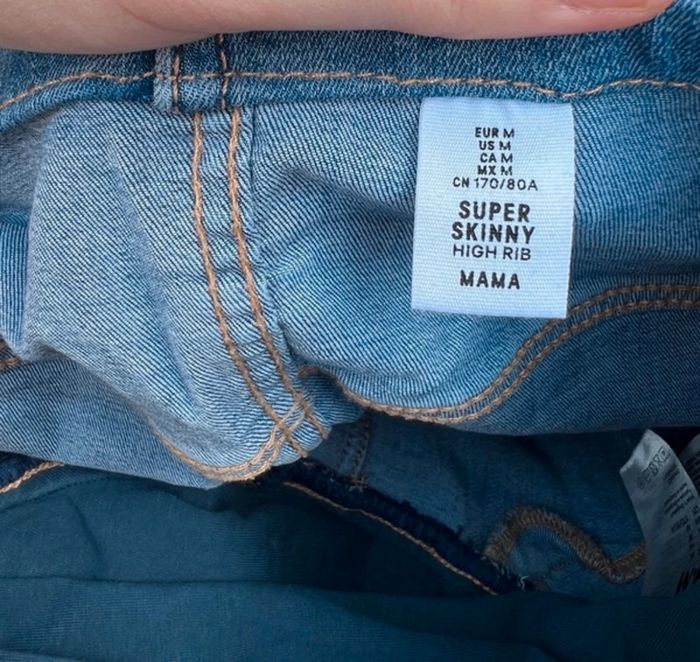 EUR M
US M
CA M
MX M
CN 170/80A
SUPER
SKINNY
HIGH RIB
MAMA